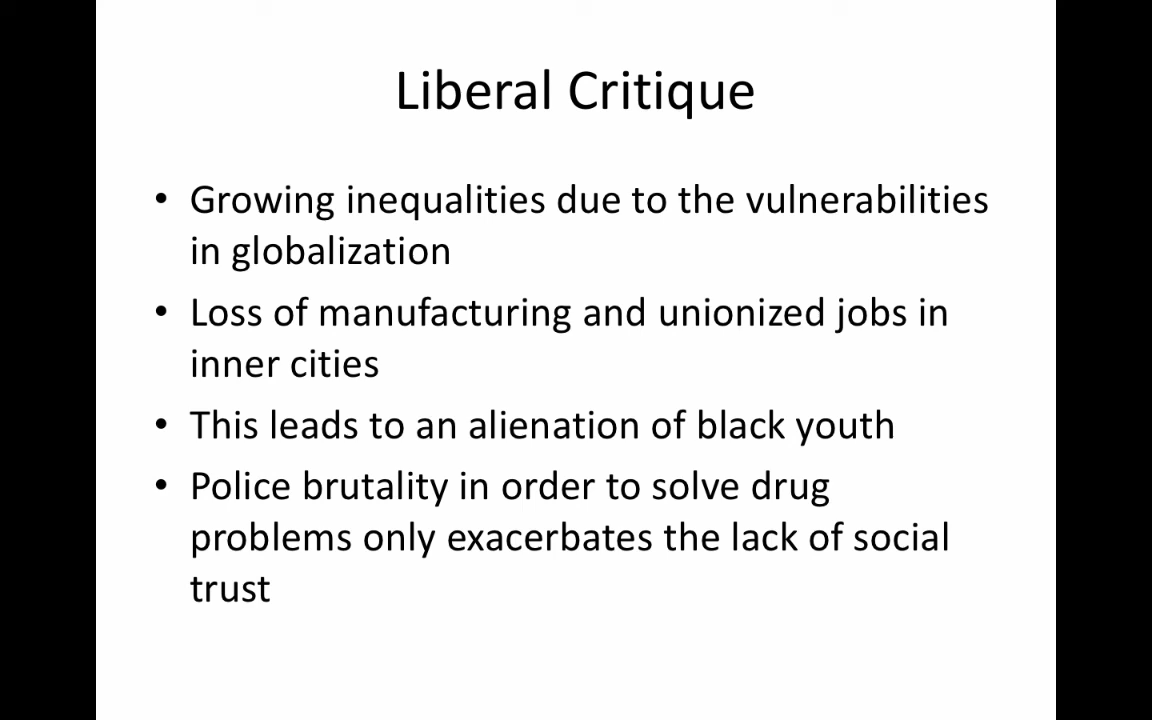 Liberal Critique
• Growing inequalities due to the vulnerabilities
in globalization
• Loss of manufacturing and unionized jobs in
inner cities
• This leads to an alienation of black youth
• Police brutality in order to solve drug
problems only exacerbates the lack of social
trust